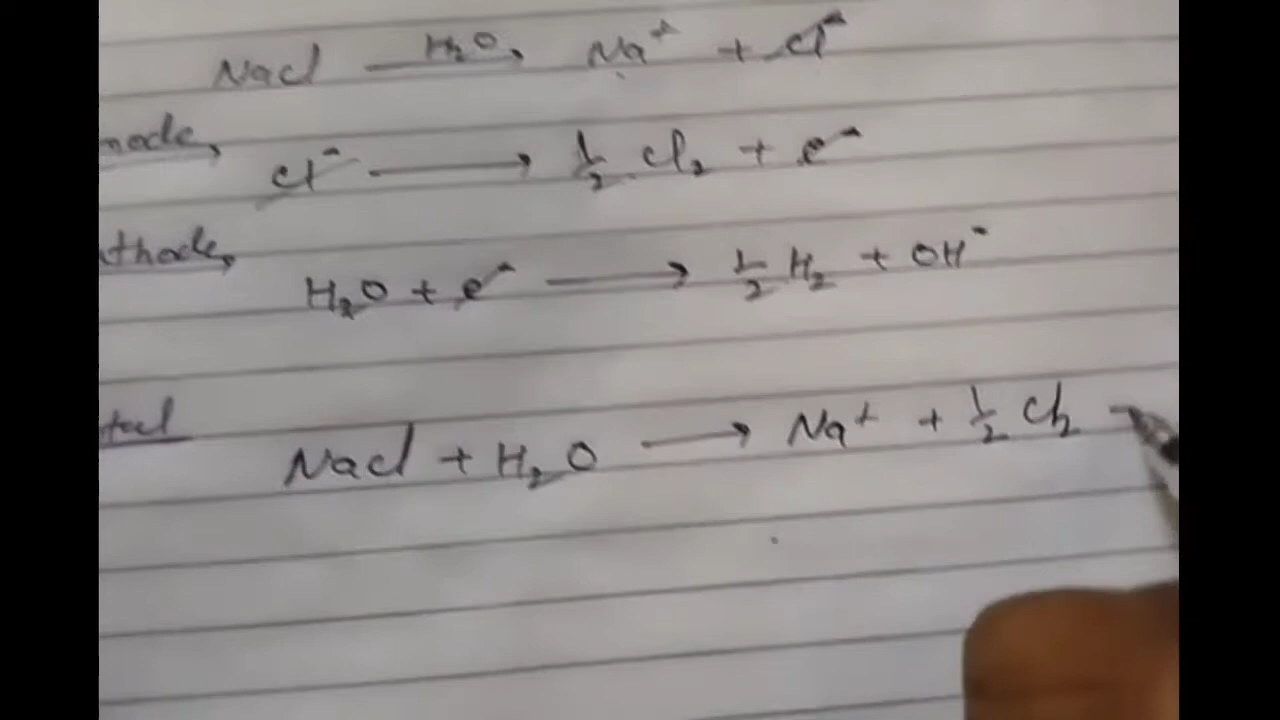 NaCl —H₂O→ Na⁺ + Cl⁻
node,
Cl⁻ → 1/2 Cl₂ + e⁻
athode,
H₂O + e⁻ → 1/2 H₂ + OH⁻
tal
NaCl + H₂O → Na⁺ + 1/2 Cl₂